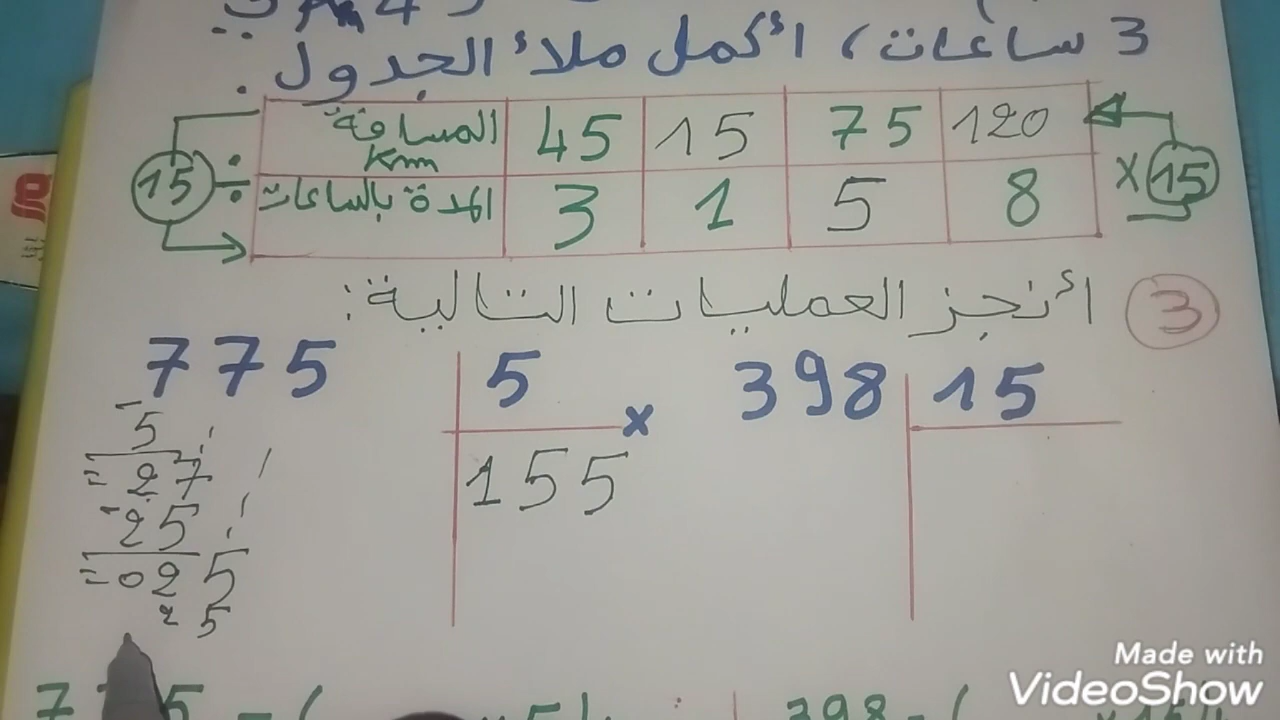 3 ساعات، أكمل ملأ الجدول.
المسافة Km 45 15 75 120
المدة بالساعات 3 1 5 8
15 ÷
× 15
3 أنجز العمليات التالية:
775 5 ×
155
- 5
= 27
- 25
= 025
25
398 15
Made with
VideoShow